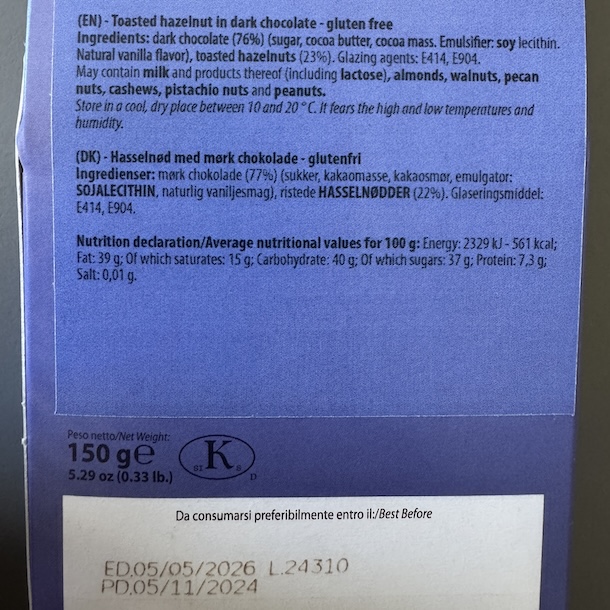 (EN) - Toasted hazelnut in dark chocolate - gluten free
Ingredients: dark chocolate (76%) (sugar, cocoa butter, cocoa mass. Emulsifier: soy lecithin.
Natural vanilla flavor), toasted hazelnuts (23%). Glazing agents: E414, E904.
May contain milk and products thereof (including lactose), almonds, walnuts, pecan
nuts, cashews, pistachio nuts and peanuts.
Store in a cool, dry place between 10 and 20 °C. It fears the high and low temperatures and
humidity.
(DK) - Hasselnød med mørk chokolade - glutenfri
Ingredienser: mørk chokolade (77%) (sukker, kakaomasse, kakaosmør, emulgator:
SOJALECITHIN, naturlig vaniljesmag), ristede HASSELNØDDER (22%). Glaseringsmiddel:
E414, E904.
Nutrition declaration/Average nutritional values for 100 g: Energy: 2329 kJ - 561 kcal;
Fat: 39 g; Of which saturates: 15 g; Carbohydrate: 40 g; Of which sugars: 37 g; Protein: 7,3 g;
Salt: 0,01 g.
Peso netto/Net Weight:
150 g℮
5.29 oz (0.33 lb.)
SI K S D
Da consumarsi preferibilmente entro il:/Best Before
ED.05/05/2026 L.24310
PD.05/11/2024